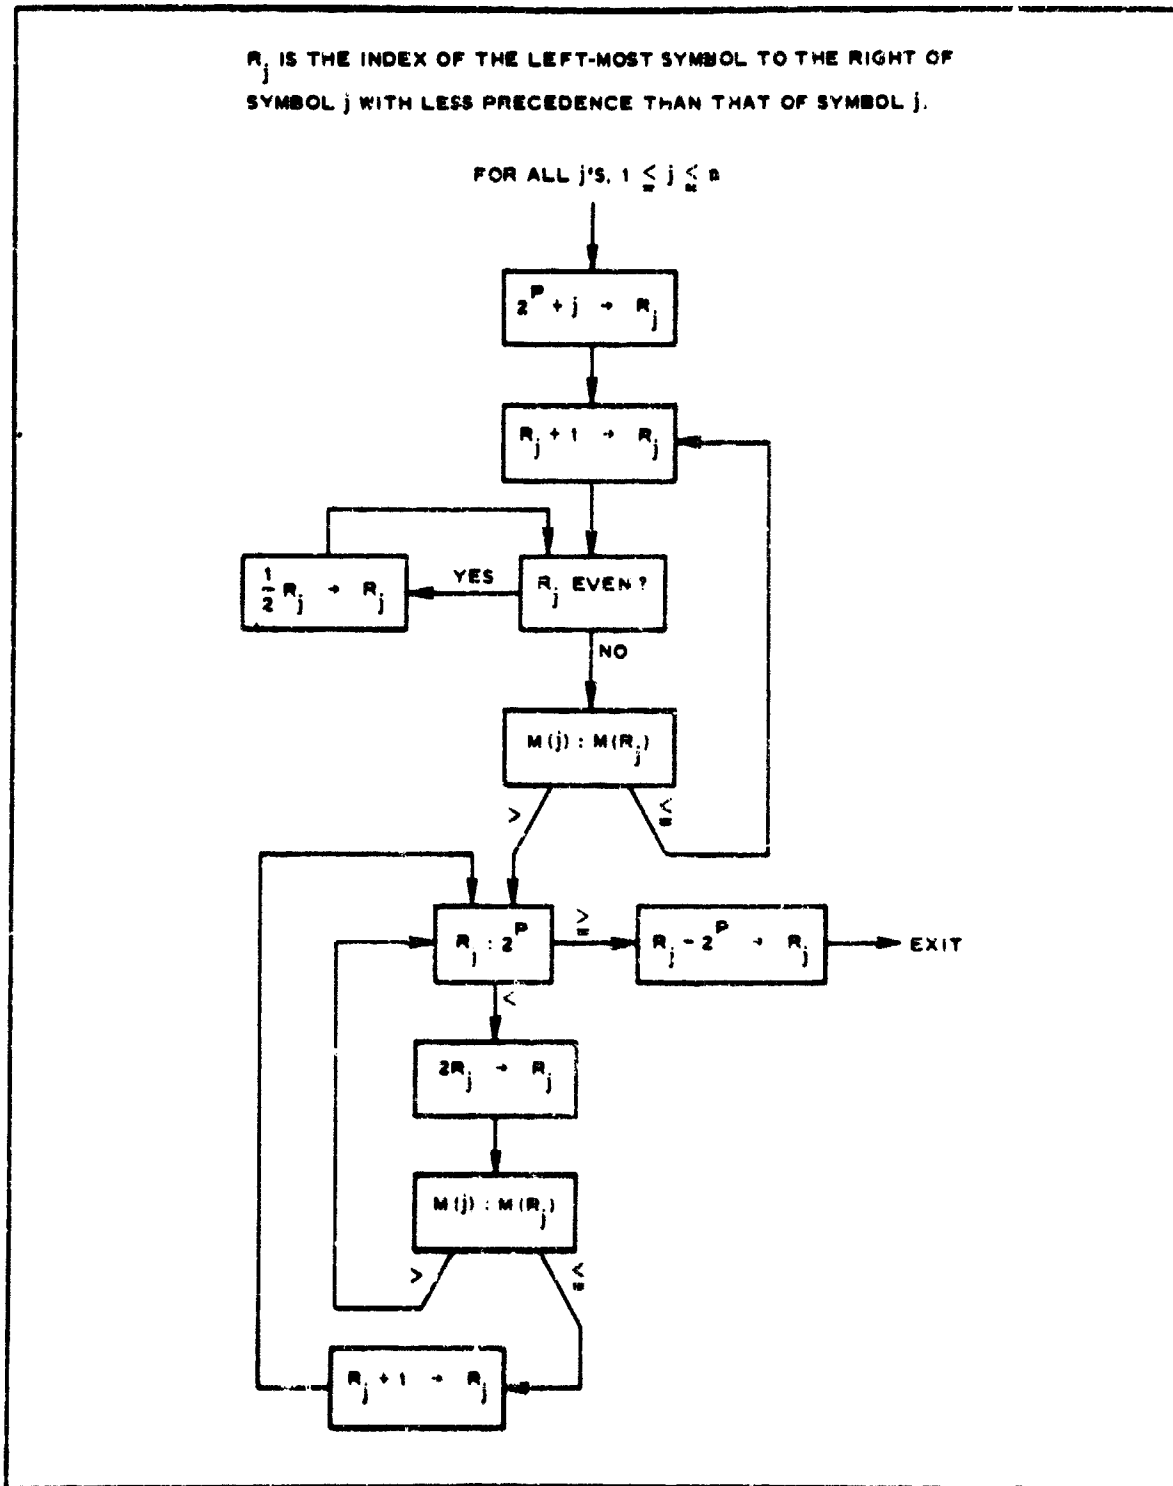 R_j IS THE INDEX OF THE LEFT-MOST SYMBOL TO THE RIGHT OF
SYMBOL j WITH LESS PRECEDENCE THAN THAT OF SYMBOL j.
FOR ALL j'S, 1 ≦ j ≦ n
2^P + j → R_j
R_j + 1 → R_j
1/2 R_j → R_j
YES
R_j EVEN?
NO
M(j) : M(R_j)
>
≦
R_j : 2^P
≧
R_j - 2^P → R_j
EXIT
<
2R_j → R_j
M(j) : M(R_j)
>
≦
R_j + 1 → R_j